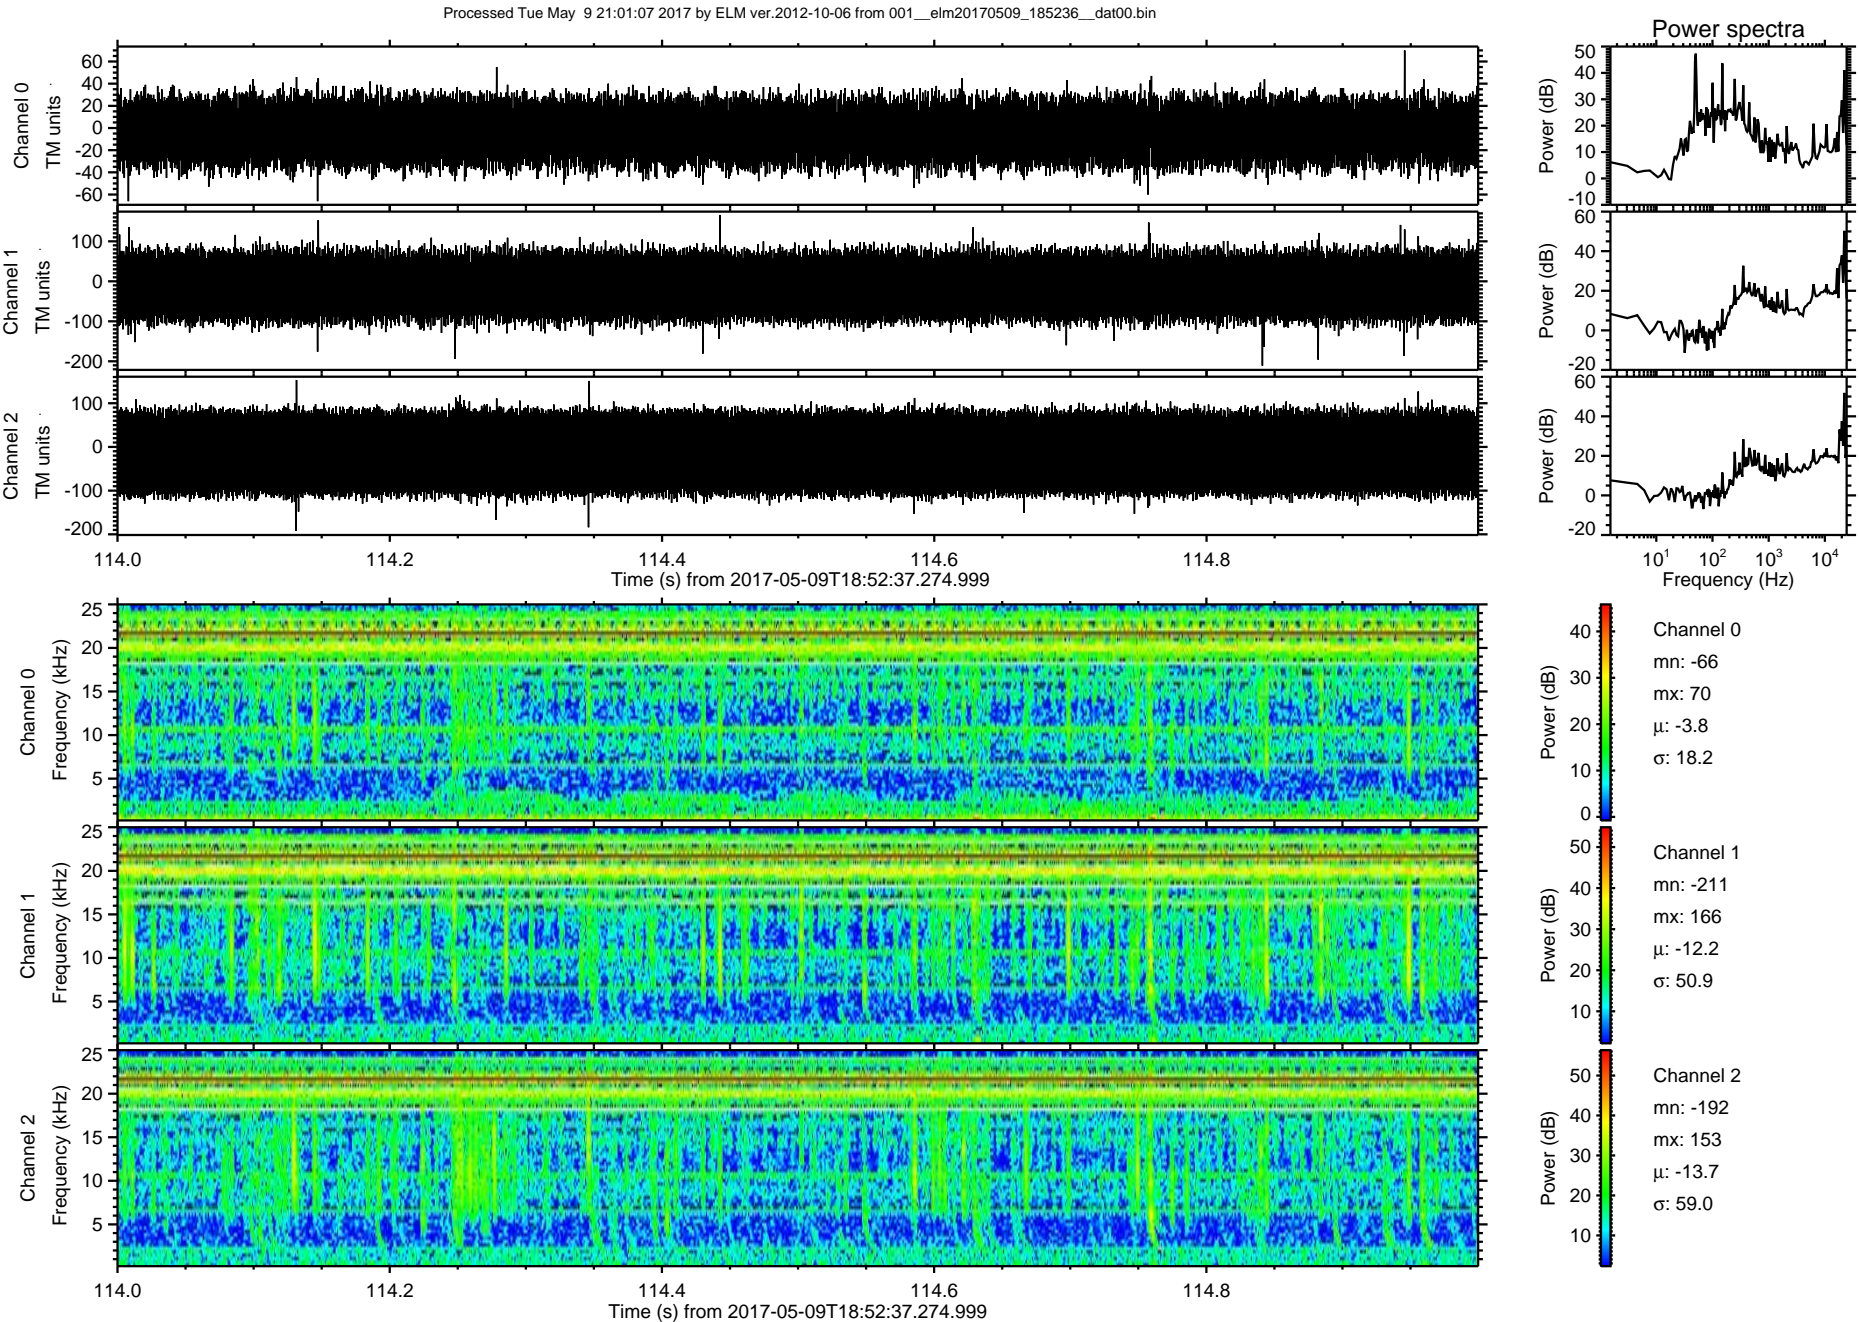 Processed Tue May  9 21:01:07 2017 by ELM ver.2012-10-06 from 001__elm20170509_185236__dat00.bin
Power spectra
Channel 0
TM units
60
40
20
0
-20
-40
-60
Power (dB)
50
40
30
20
10
0
-10
Channel 1
TM units
100
0
-100
-200
Power (dB)
60
40
20
0
-20
Channel 2
TM units
100
0
-100
-200
Power (dB)
60
40
20
0
-20
114.0 114.2 114.4 114.6 114.8
Time (s) from 2017-05-09T18:52:37.274.999
10^1 10^2 10^3 10^4
Frequency (Hz)
Channel 0
Frequency (kHz)
25
20
15
10
5
Power (dB)
40
30
20
10
0
Channel 0
mn: -66
mx: 70
µ: -3.8
σ: 18.2
Channel 1
Frequency (kHz)
25
20
15
10
5
Power (dB)
50
40
30
20
10
Channel 1
mn: -211
mx: 166
µ: -12.2
σ: 50.9
Channel 2
Frequency (kHz)
25
20
15
10
5
Power (dB)
50
40
30
20
10
Channel 2
mn: -192
mx: 153
µ: -13.7
σ: 59.0
114.0 114.2 114.4 114.6 114.8
Time (s) from 2017-05-09T18:52:37.274.999